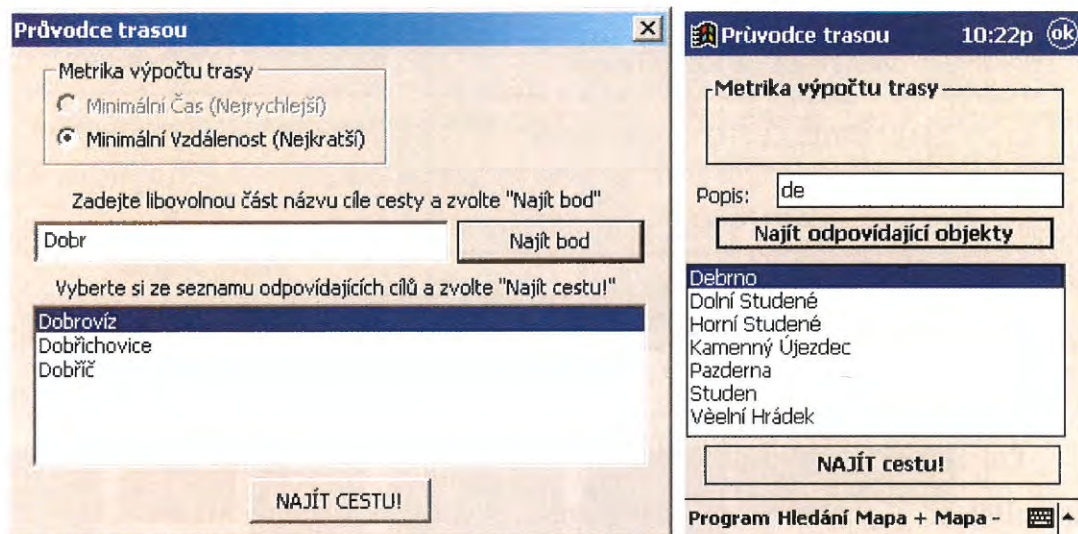 Průvodce trasou
Metrika výpočtu trasy
Minimální Čas (Nejrychlejší)
Minimální Vzdálenost (Nejkratší)
Zadejte libovolnou část názvu cíle cesty a zvolte "Najít bod"
Dobr
Najít bod
Vyberte si ze seznamu odpovídajících cílů a zvolte "Najít cestu!"
Dobrovíz
Dobřichovice
Dobříč
NAJÍT CESTU!
Prùvodce trasou 10:22p ok
Metrika výpočtu trasy
Popis: de
Najít odpovídající objekty
Debrno
Dolní Studené
Horní Studené
Kamenný Újezdec
Pazderna
Studen
Vèelní Hrádek
NAJÍT cestu!
Program Hledání Mapa + Mapa -